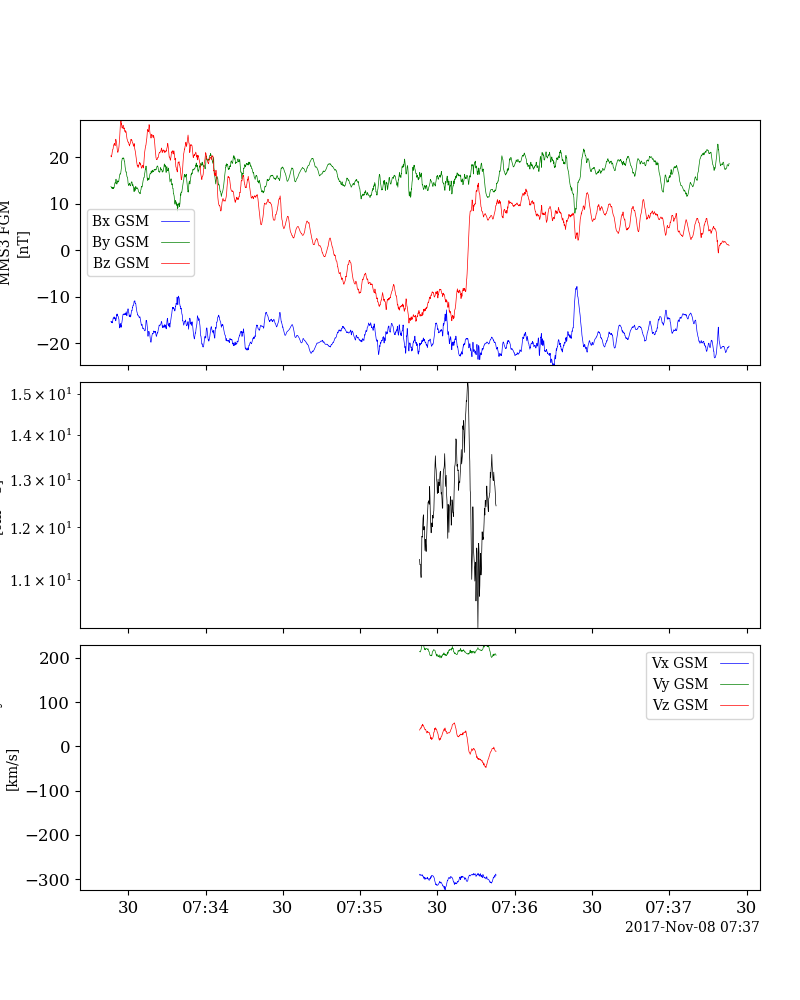 20
10
0
−10
−20
MMS3 FGM
[nT]
Bx GSM
By GSM
Bz GSM
1.5 × 10¹
1.4 × 10¹
1.3 × 10¹
1.2 × 10¹
1.1 × 10¹
200
100
0
−100
−200
−300
[km/s]
Vx GSM
Vy GSM
Vz GSM
30 07:34 30 07:35 30 07:36 30 07:37 30
2017-Nov-08 07:37